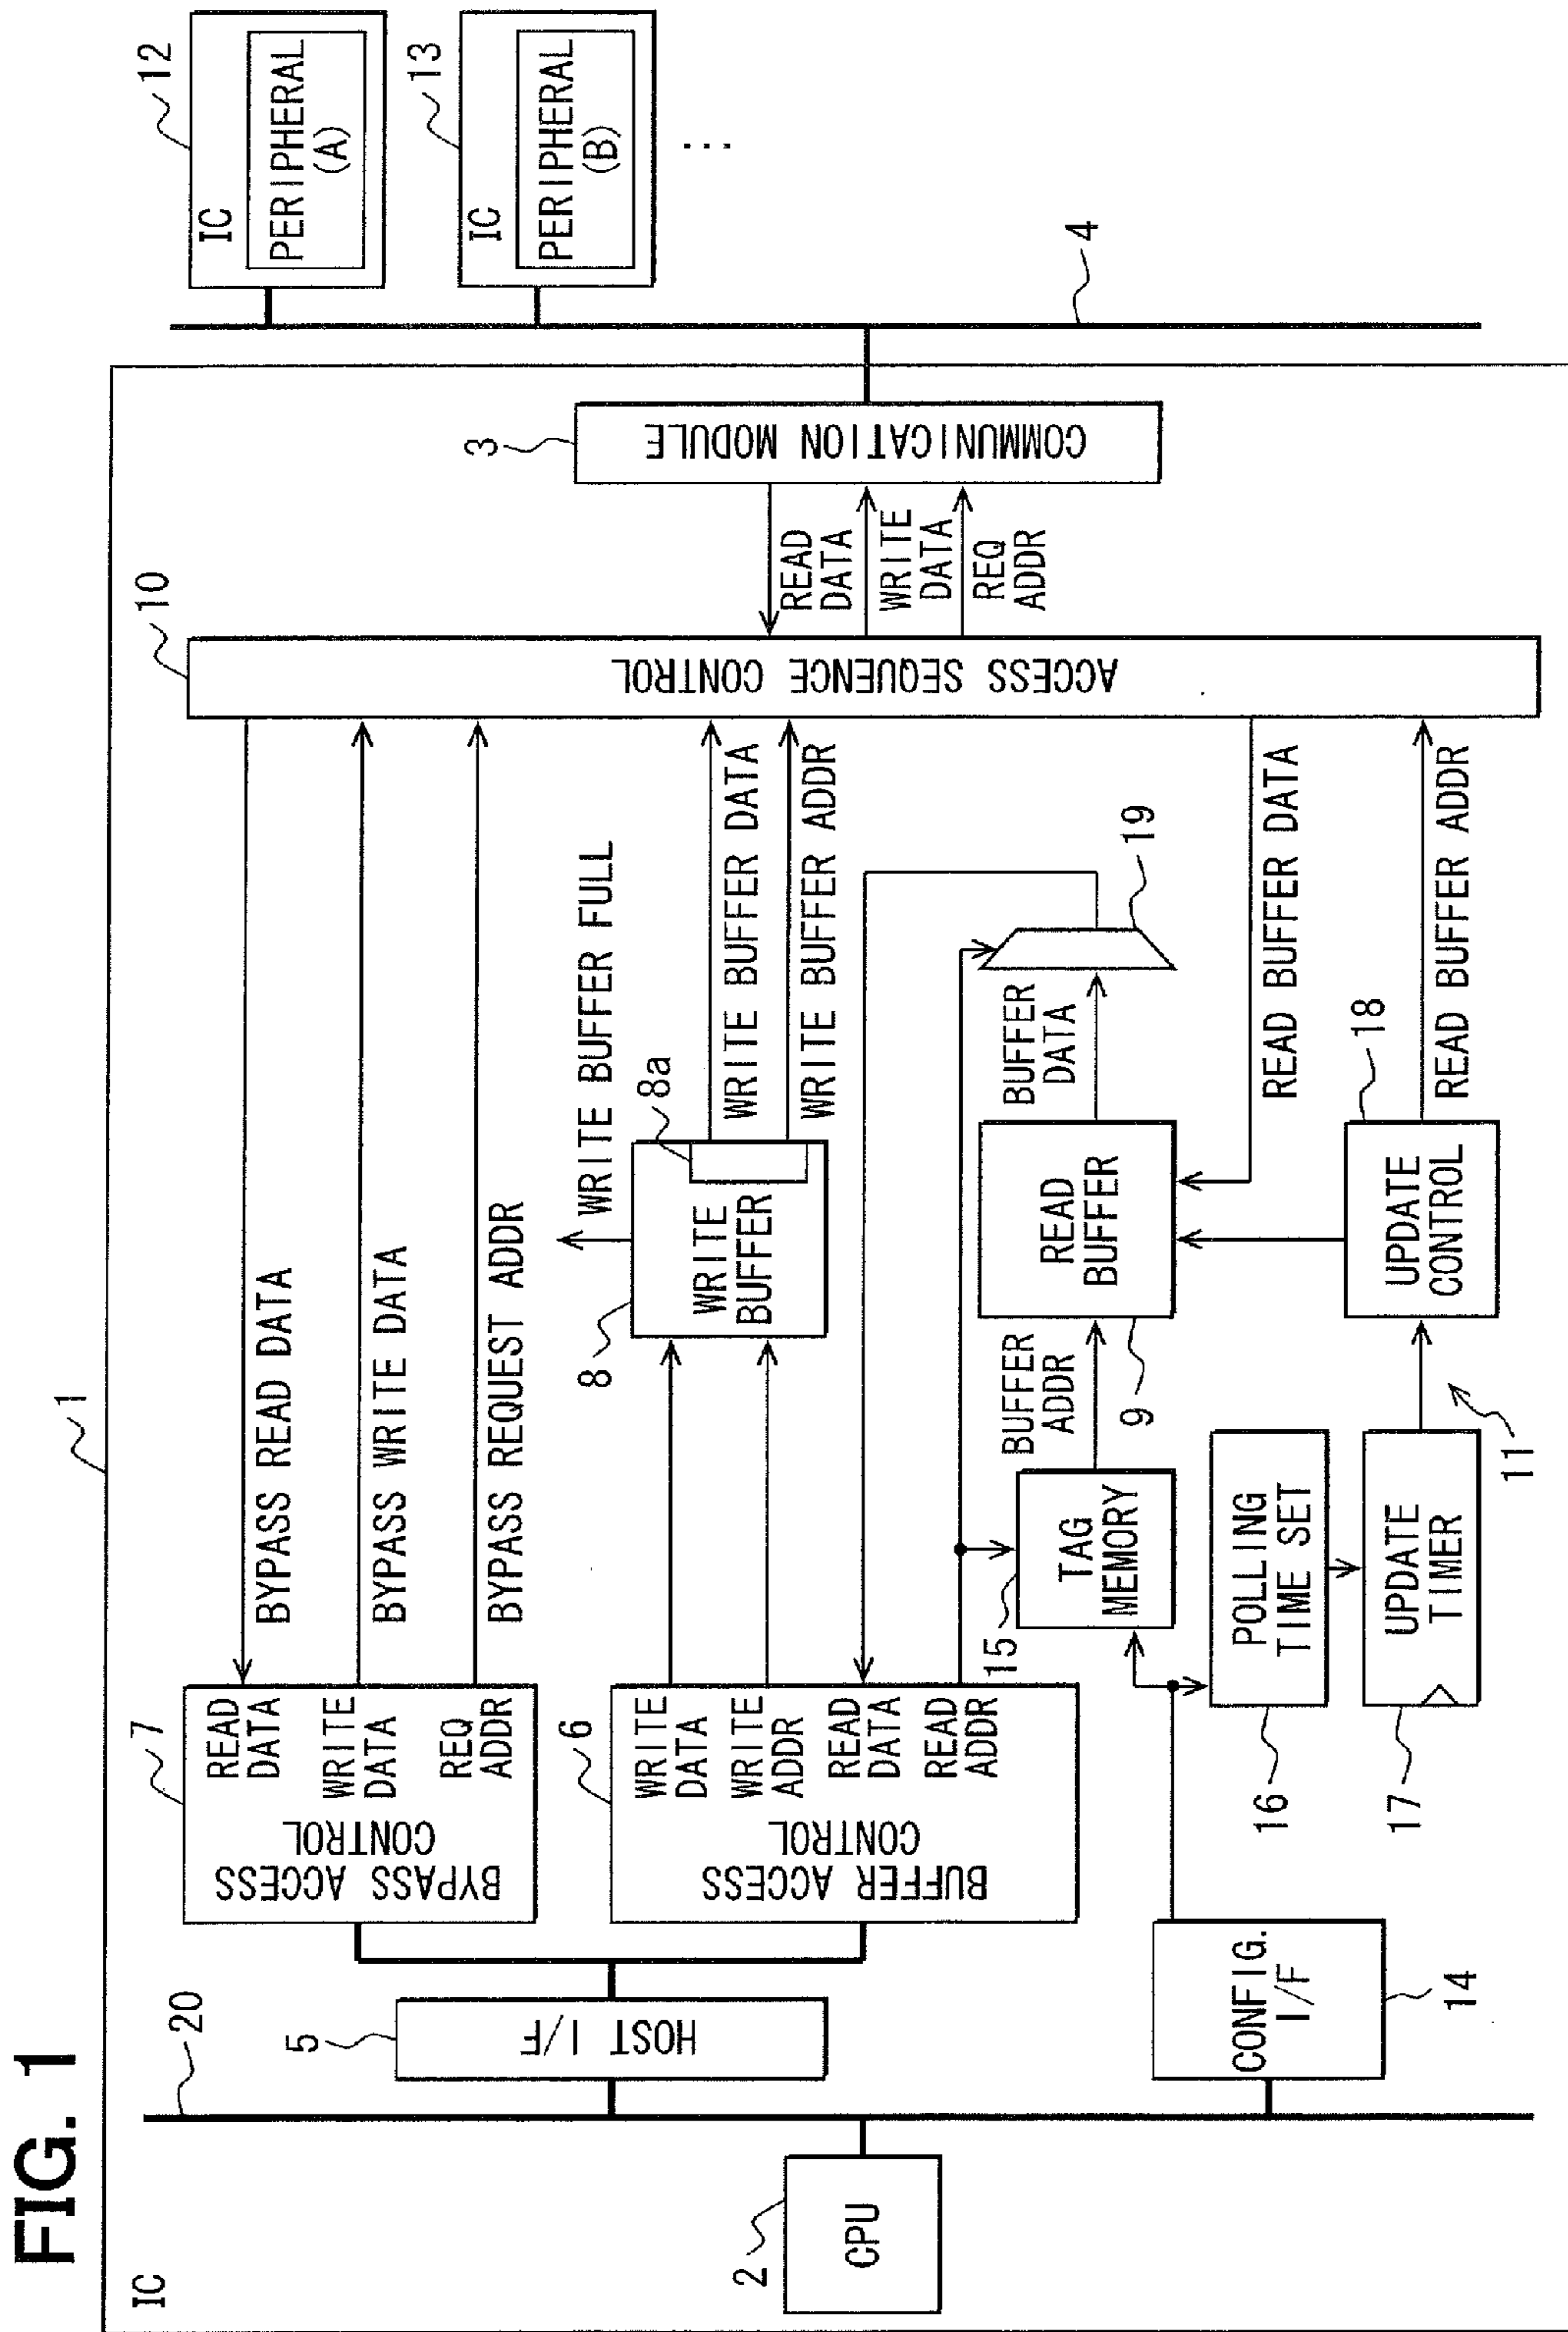 FIG. 1
IC
1
2
CPU
20
5
HOST I/F
CONFIG.
I/F
14
7
BYPASS ACCESS
CONTROL
READ
DATA
WRITE
DATA
REQ
ADDR
6
BUFFER ACCESS
CONTROL
WRITE
DATA
WRITE
ADDR
READ
DATA
READ
ADDR
BYPASS READ DATA
BYPASS WRITE DATA
BYPASS REQUEST ADDR
8
WRITE
BUFFER
8a
WRITE BUFFER FULL
WRITE BUFFER DATA
WRITE BUFFER ADDR
15
TAG
MEMORY
BUFFER
ADDR
9
READ
BUFFER
BUFFER
DATA
19
16
POLLING
TIME SET
17
UPDATE
TIMER
11
18
UPDATE
CONTROL
READ BUFFER DATA
READ BUFFER ADDR
10
ACCESS SEQUENCE CONTROL
READ
DATA
WRITE
DATA
REQ
ADDR
3
COMMUNICATION MODULE
4
12
IC
PERIPHERAL
(A)
13
IC
PERIPHERAL
(B)
...